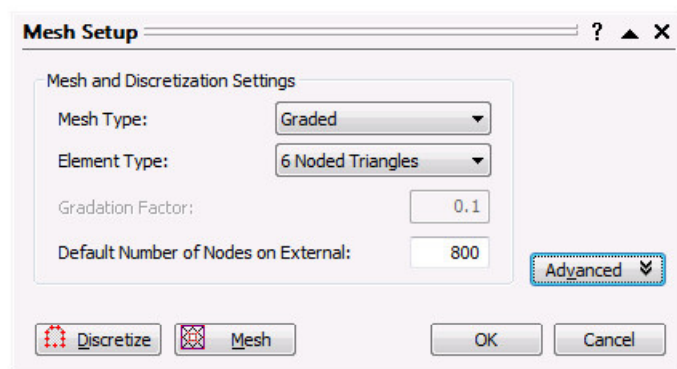 Mesh Setup ?
Mesh and Discretization Settings
Mesh Type: Graded
Element Type: 6 Noded Triangles
Gradation Factor: 0.1
Default Number of Nodes on External: 800
Advanced
Discretize Mesh OK Cancel